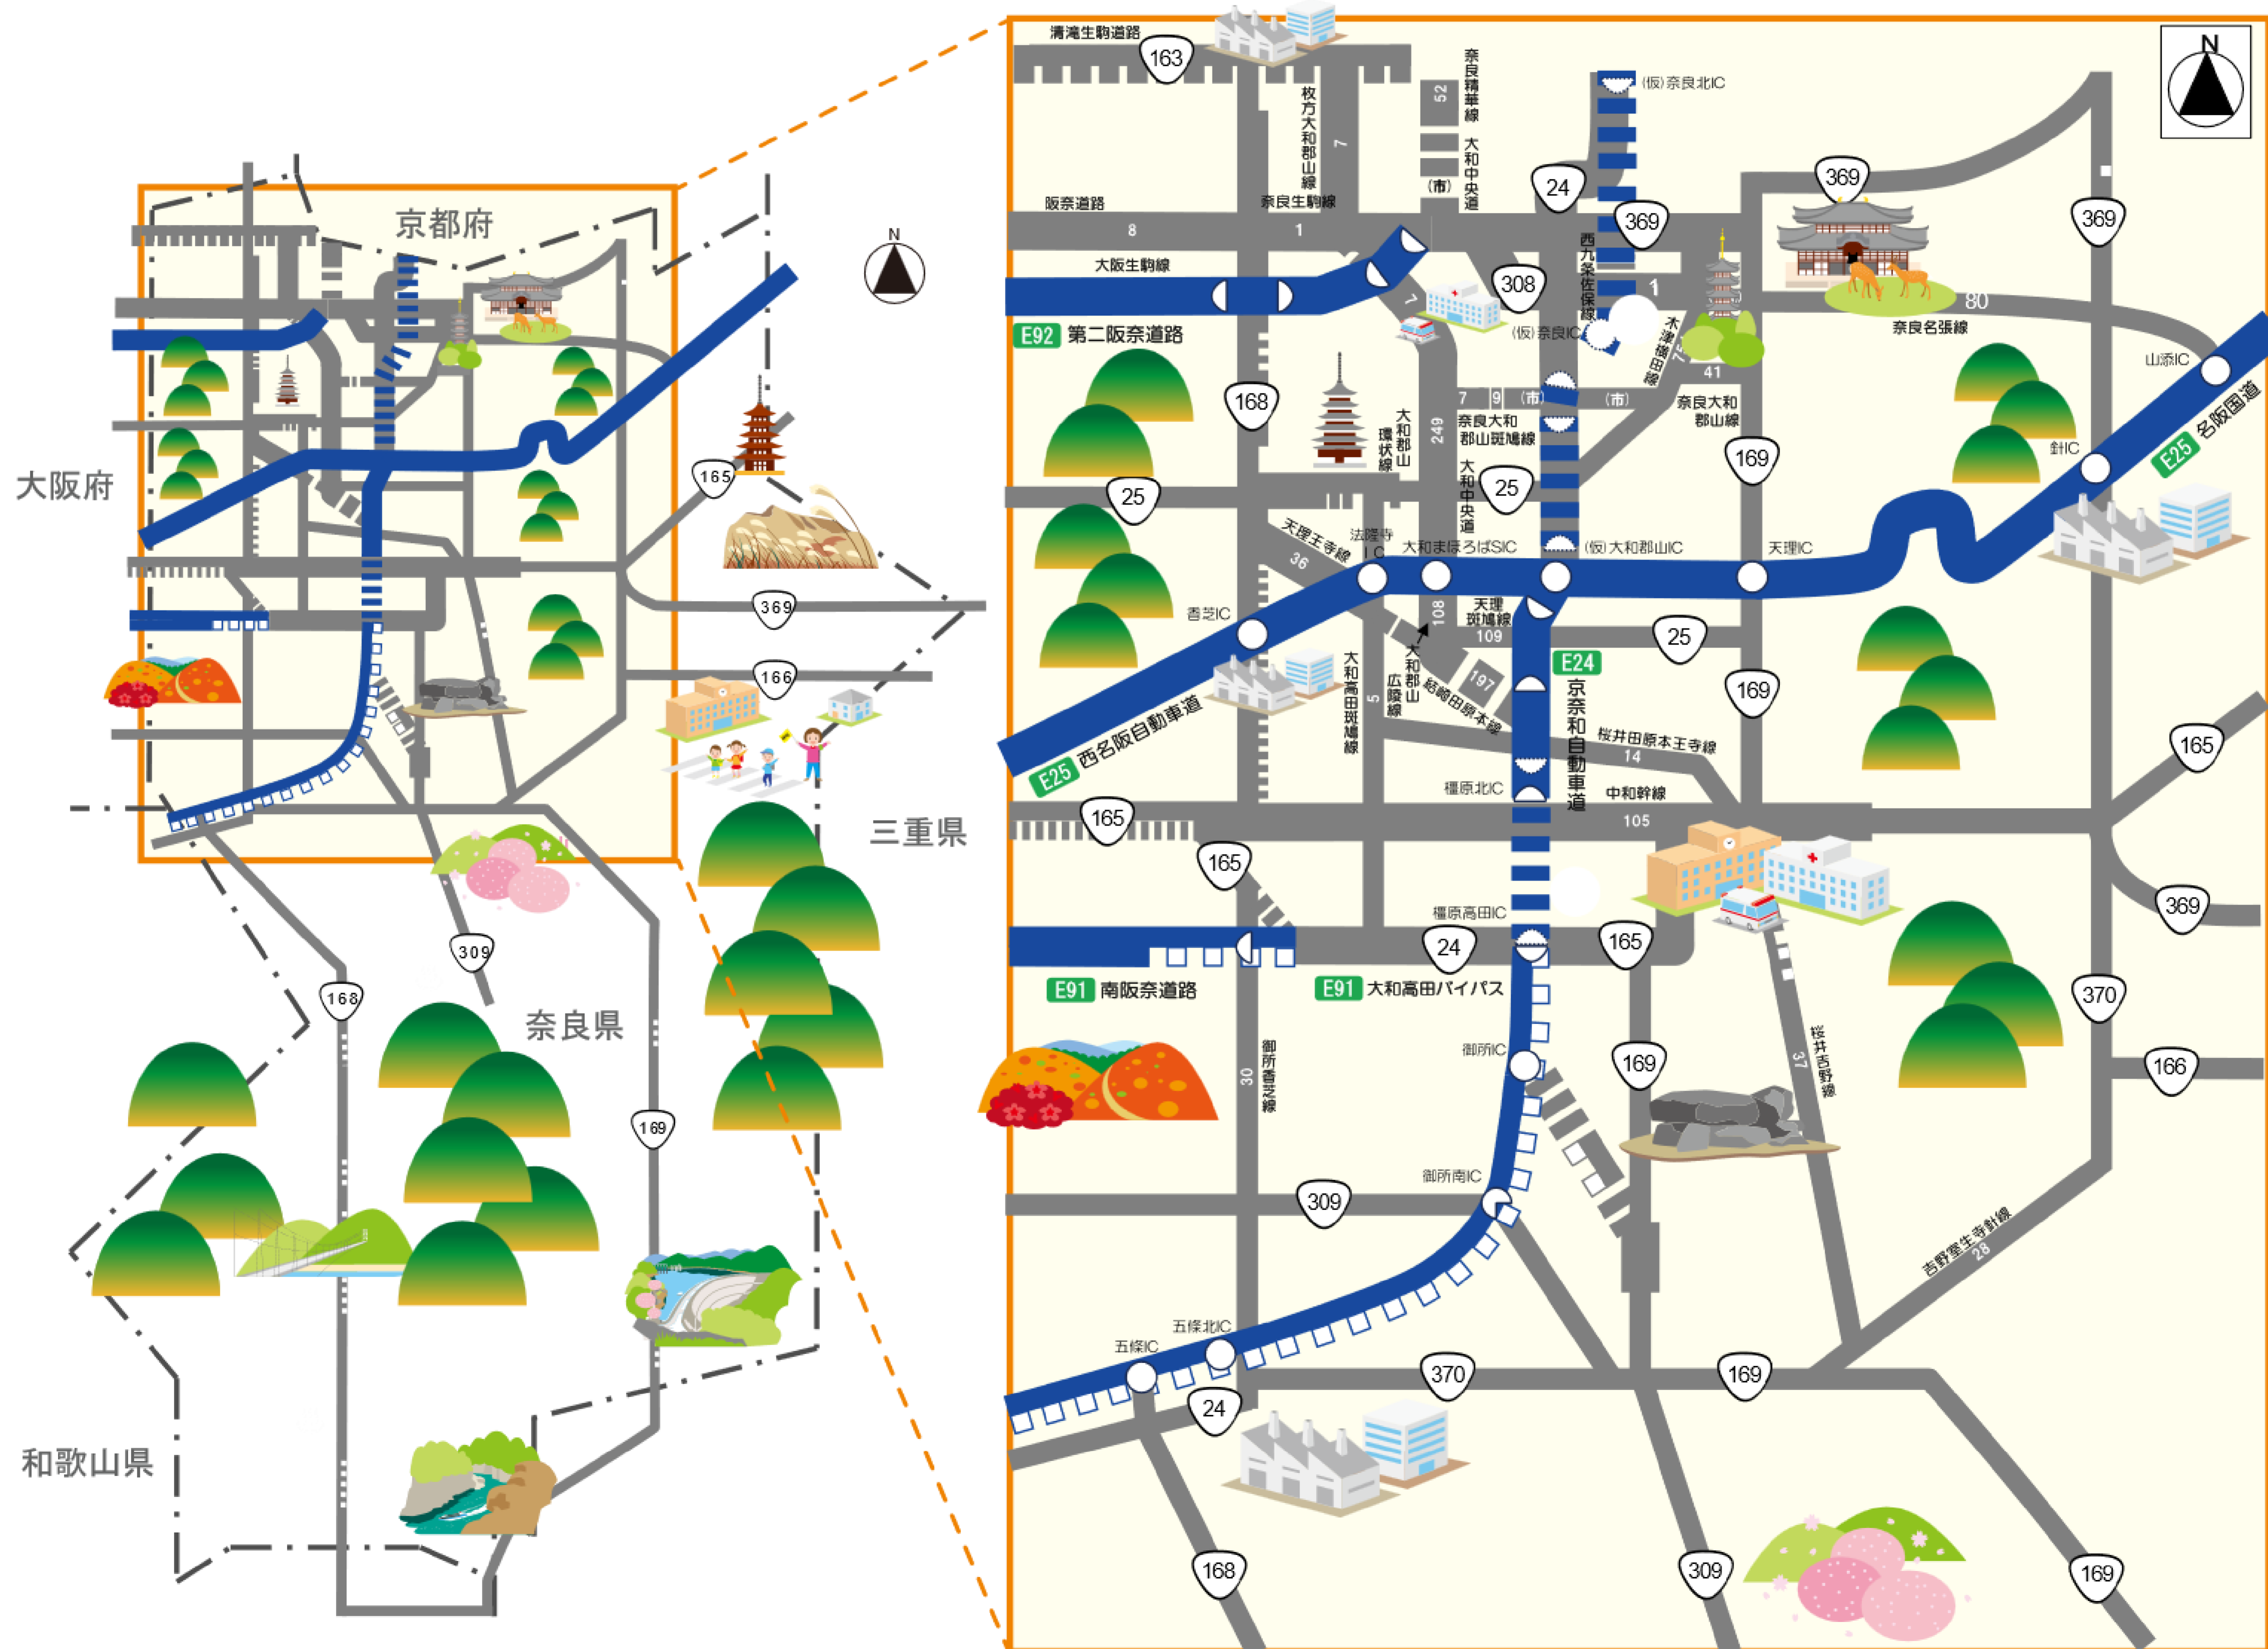 京都府
N
大阪府
165
369
166
三重県
309
168
奈良県
169
和歌山県
N
清滝生駒道路
163
枚方大和郡山線
7
52
奈良精華線
大和中央道
(市)
(仮)奈良北IC
24
369
369
369
阪奈道路
8
奈良生駒線
1
大阪生駒線
E92 第二阪奈道路
7
308
西九条佐保線
(仮)奈良IC
1
80
奈良名張線
木津横田線
75
41
奈良大和
郡山線
山添IC
E25 名阪国道
針IC
168
大和郡山
環状線
249
7
9
(市)
(市)
奈良大和
郡山斑鳩線
大和中央道
169
25
25
天理王寺線
36
法隆寺
IC
大和まほろばSIC
(仮)大和郡山IC
天理IC
香芝IC
E25 西名阪自動車道
108
天理
斑鳩線
109
25
大和高田斑鳩線
5
大和郡山
広陵線
結崎田原本線
197
E24
京奈和自動車道
169
桜井田原本王寺線
14
165
橿原北IC
中和幹線
105
165
165
橿原高田IC
24
165
369
E91 南阪奈道路
E91 大和高田バイパス
370
御所香芝線
30
御所IC
169
37
桜井吉野線
166
御所南IC
309
吉野室生寺針線
28
五條IC
五條北IC
24
370
169
168
309
169